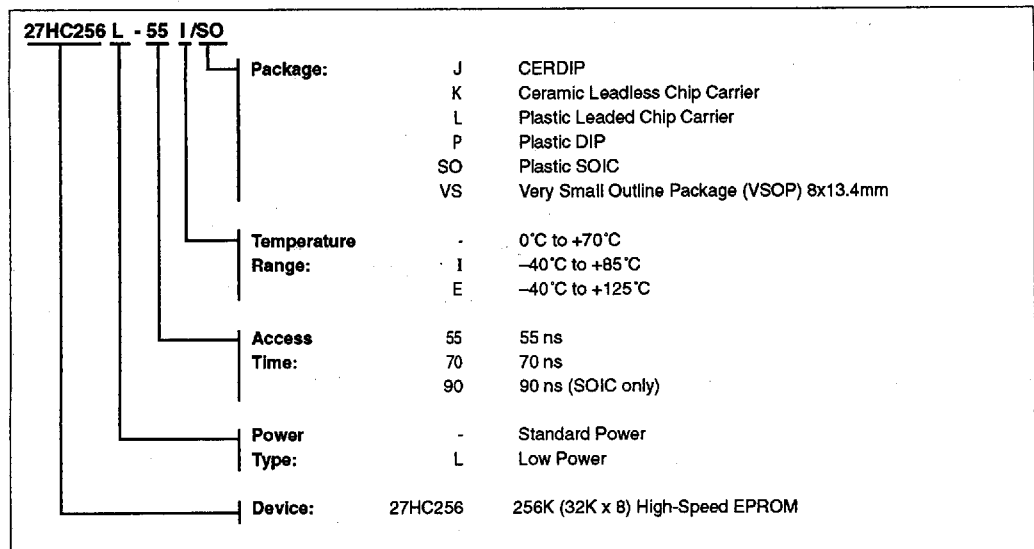 27HC256 L - 55 I /SO
Package: J CERDIP
K Ceramic Leadless Chip Carrier
L Plastic Leaded Chip Carrier
P Plastic DIP
SO Plastic SOIC
VS Very Small Outline Package (VSOP) 8x13.4mm
Temperature - 0°C to +70°C
Range: I –40°C to +85°C
E –40°C to +125°C
Access 55 55 ns
Time: 70 70 ns
90 90 ns (SOIC only)
Power - Standard Power
Type: L Low Power
Device: 27HC256 256K (32K x 8) High-Speed EPROM